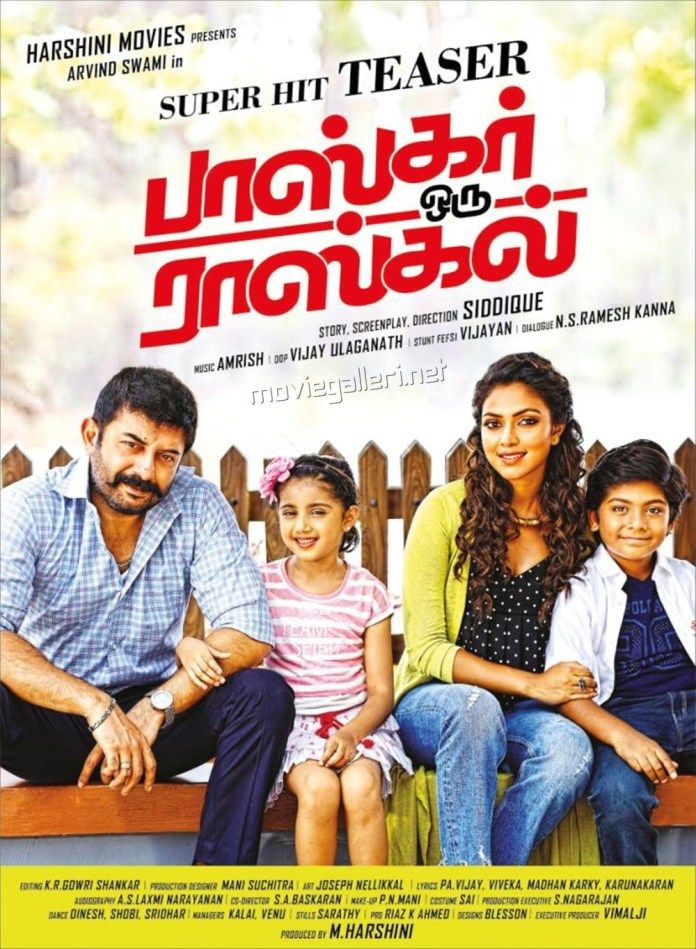 HARSHINI MOVIES PRESENTS
ARVIND SWAMI in
SUPER HIT TEASER
பாஸ்கர்
ஒரு
ராஸ்கல்
STORY, SCREENPLAY, DIRECTION SIDDIQUE
MUSIC AMRISH | DOP VIJAY ULAGANATH | STUNT FEFSI VIJAYAN | DIALOGUE N.S.RAMESH KANNA
moviegalleri.net
TEAM
SPIRIT
POLO
EDITING K.R.GOWRI SHANKAR | PRODUCTION DESIGNER MANI SUCHITRA | ART JOSEPH NELLIKKAL | LYRICS PA.VIJAY, VIVEKA, MADHAN KARKY, KARUNAKARAN
AUDIOGRAPHY A.S.LAXMI NARAYANAN | CO-DIRECTOR S.A.BASKARAN | MAKE-UP P.N.MANI | COSTUME SAI | PRODUCTION EXECUTIVE S.NAGARAJAN
DANCE DINESH, SHOBI, SRIDHAR | MANAGERS KALAI, VENU | STILLS SARATHY | PRO RIAZ K AHMED | DESIGNS BLESSON | EXECUTIVE PRODUCER VIMALJI
PRODUCED BY M.HARSHINI